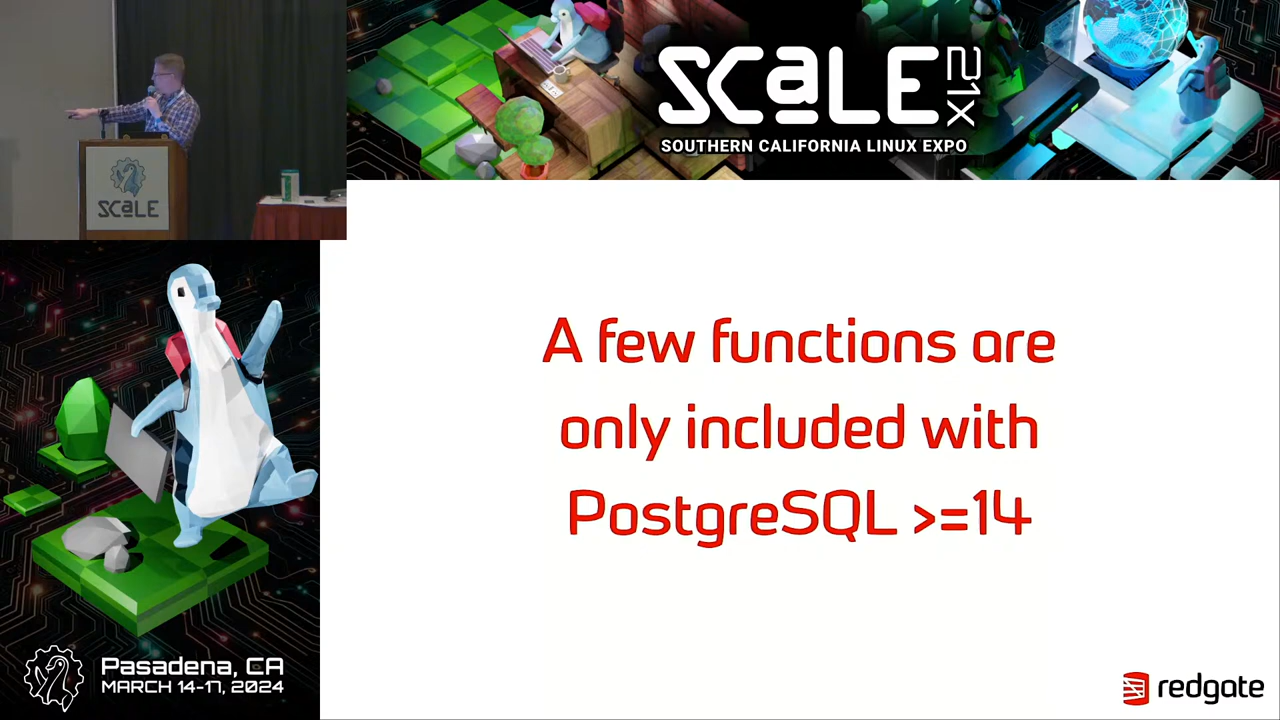 SCaLE 21X
SOUTHERN CALIFORNIA LINUX EXPO
SCaLE
A few functions are
only included with
PostgreSQL >=14
Pasadena, CA
MARCH 14-17, 2024
redgate